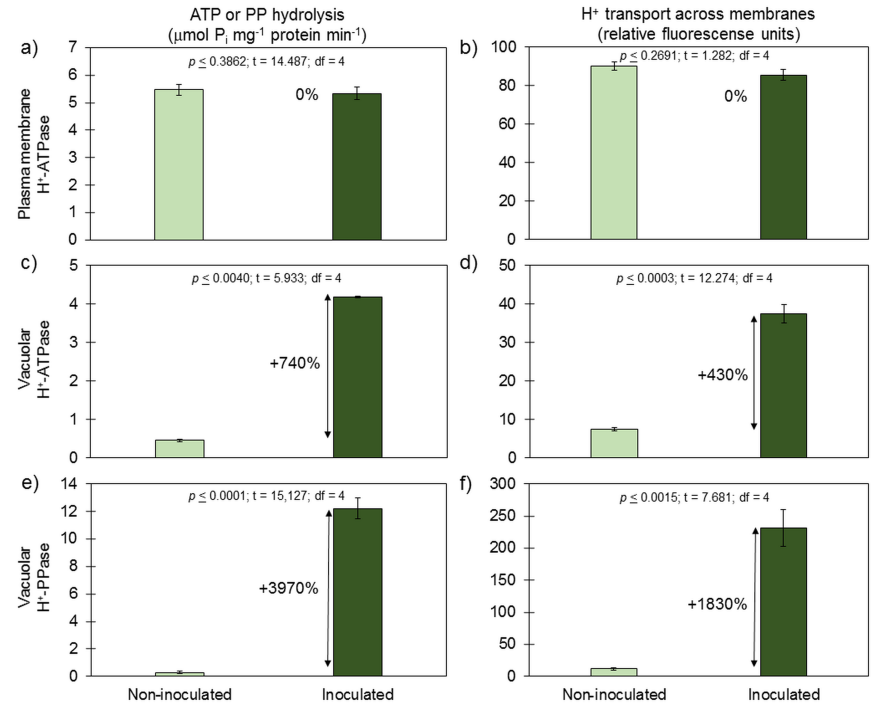 ATP or PP hydrolysis
(μmol Pi mg-1 protein min-1)
H+ transport across membranes
(relative fluorescense units)
a)
Plasma membrane
H+-ATPase
7
6
5
4
3
2
1
0
p ≤ 0.3862; t = 14.487; df = 4
0%
b)
100
80
60
40
20
0
p ≤ 0.2691; t = 1.282; df = 4
0%
c)
Vacuolar
H+-ATPase
5
4
3
2
1
0
p ≤ 0.0040; t = 5.933; df = 4
+740%
d)
50
40
30
20
10
0
p ≤ 0.0003; t = 12.274; df = 4
+430%
e)
Vacuolar
H+-PPase
14
12
10
8
6
4
2
0
p ≤ 0.0001; t = 15,127; df = 4
+3970%
Non-inoculated
Inoculated
f)
300
250
200
150
100
50
0
p ≤ 0.0015; t = 7.681; df = 4
+1830%
Non-inoculated
Inoculated